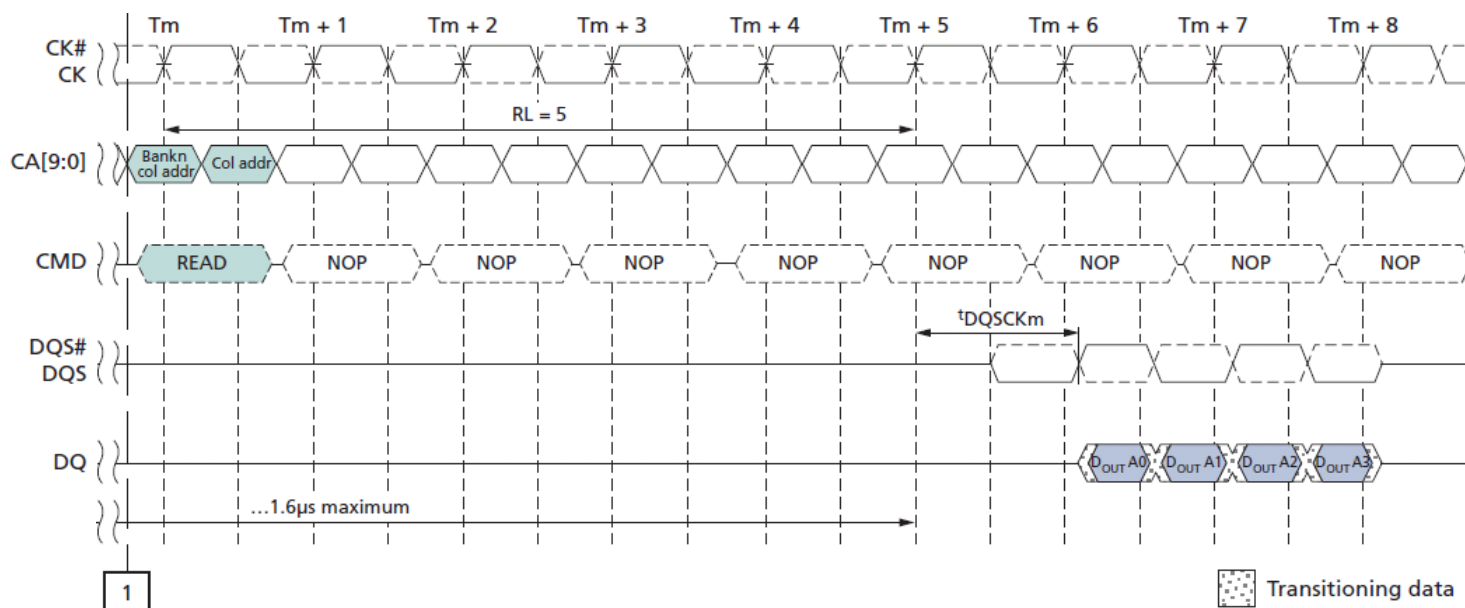 Tm Tm + 1 Tm + 2 Tm + 3 Tm + 4 Tm + 5 Tm + 6 Tm + 7 Tm + 8
CK#
CK
RL = 5
CA[9:0] Bankn col addr Col addr
CMD READ NOP NOP NOP NOP NOP NOP NOP NOP
tDQSCKm
DQS#
DQS
DQ DOUT A0 DOUT A1 DOUT A2 DOUT A3
...1.6µs maximum
1
Transitioning data